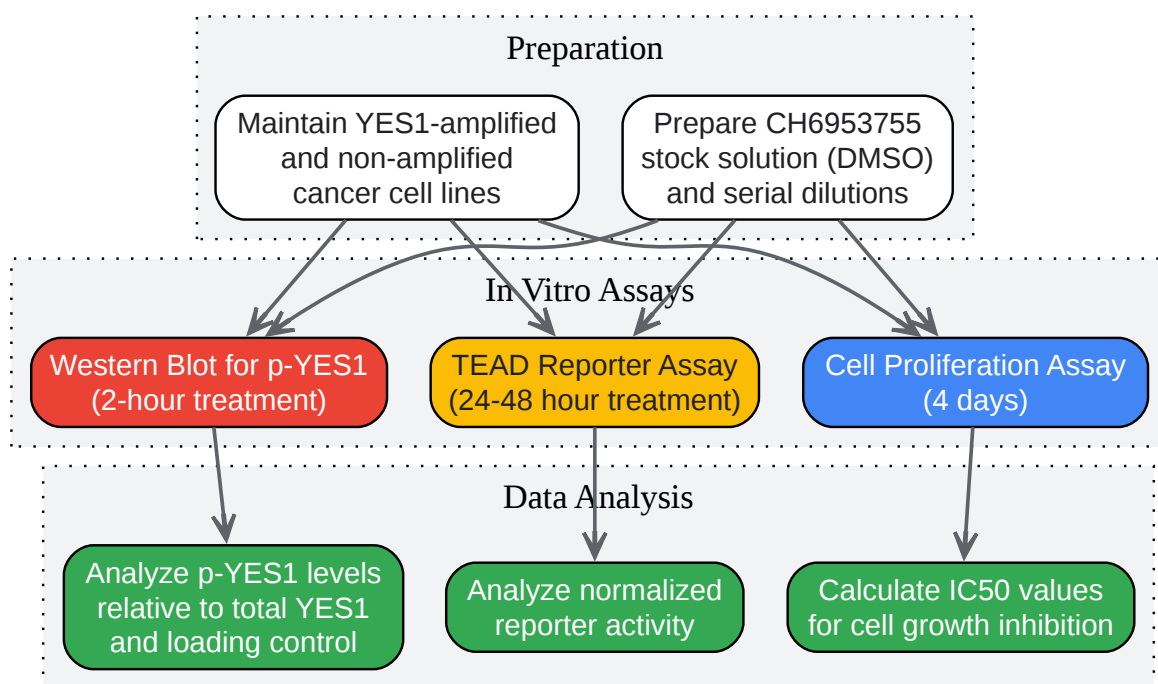 Preparation
Maintain YES1-amplified
and non-amplified
cancer cell lines
Prepare CH6953755
stock solution (DMSO)
and serial dilutions
In Vitro Assays
Western Blot for p-YES1
(2-hour treatment)
TEAD Reporter Assay
(24-48 hour treatment)
Cell Proliferation Assay
(4 days)
Data Analysis
Analyze p-YES1 levels
relative to total YES1
and loading control
Analyze normalized
reporter activity
Calculate IC50 values
for cell growth inhibition